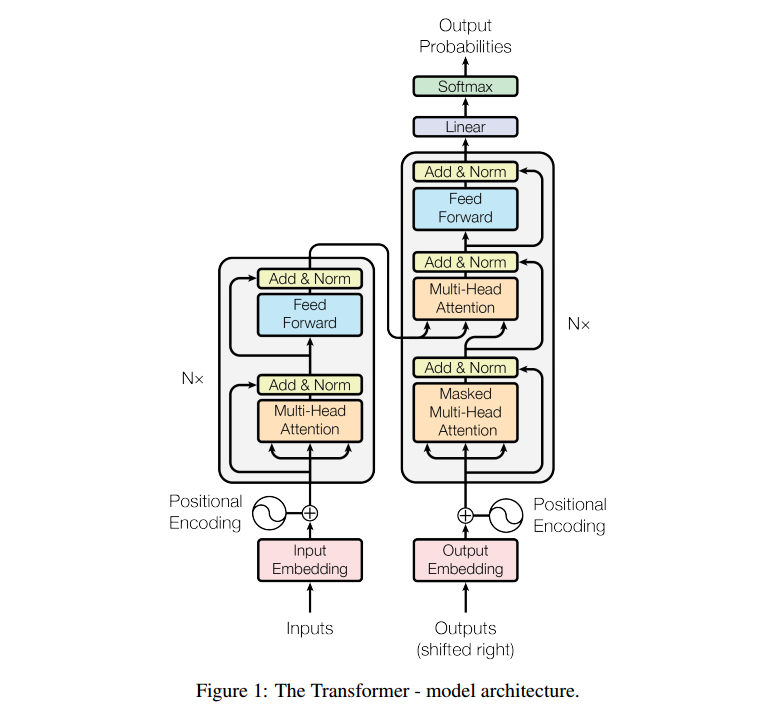 Output
Probabilities
Softmax
Linear
Add & Norm
Feed
Forward
Add & Norm
Multi-Head
Attention
Add & Norm
Masked
Multi-Head
Attention
Nx
Add & Norm
Feed
Forward
Add & Norm
Multi-Head
Attention
N×
Positional
Encoding
Positional
Encoding
Input
Embedding
Output
Embedding
Inputs
Outputs
(shifted right)
Figure 1: The Transformer - model architecture.